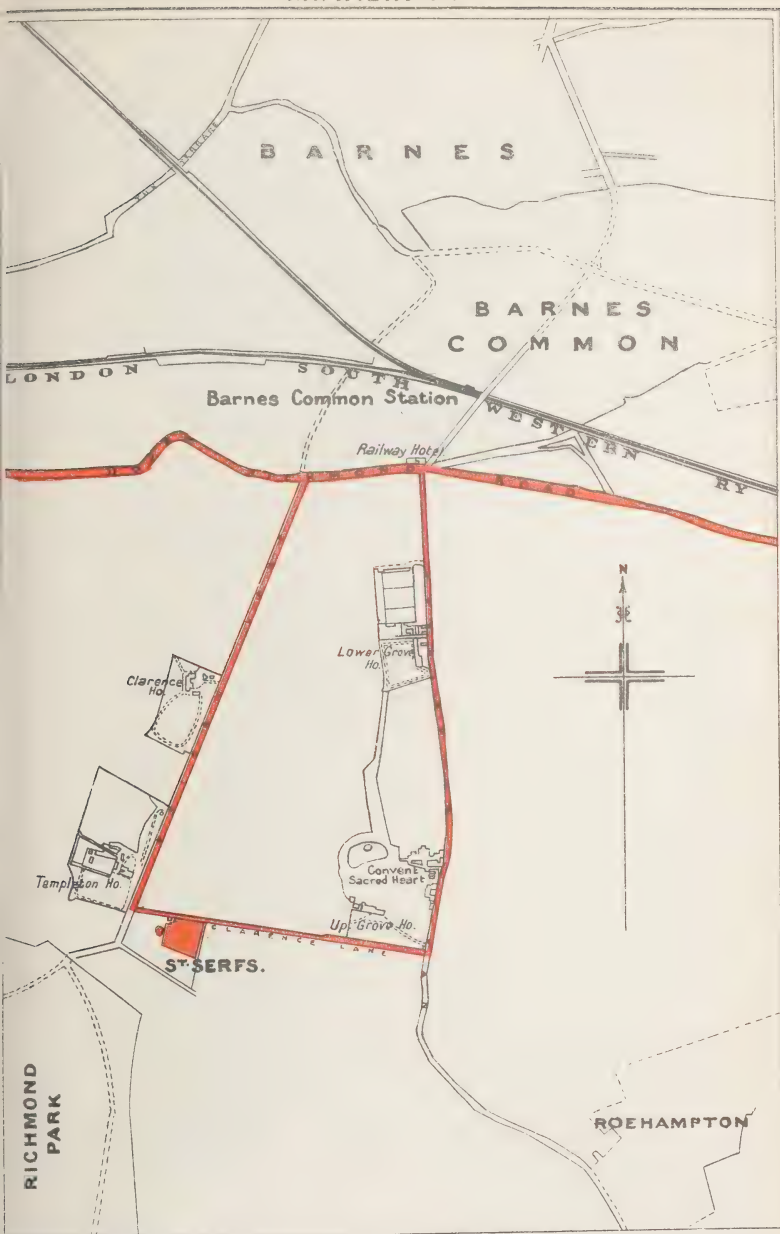 BARNES
BARNES
COMMON
LONDON SOUTH WESTERN RY
Barnes Common Station
Railway Hotel
ROAD
N
Lower Grove
Ho.
Clarence
Ho.
Templeton Ho.
Convent
Sacred Heart
Up. Grove Ho.
CLARENCE LANE
ST. SERFS.
RICHMOND
PARK
ROEHAMPTON